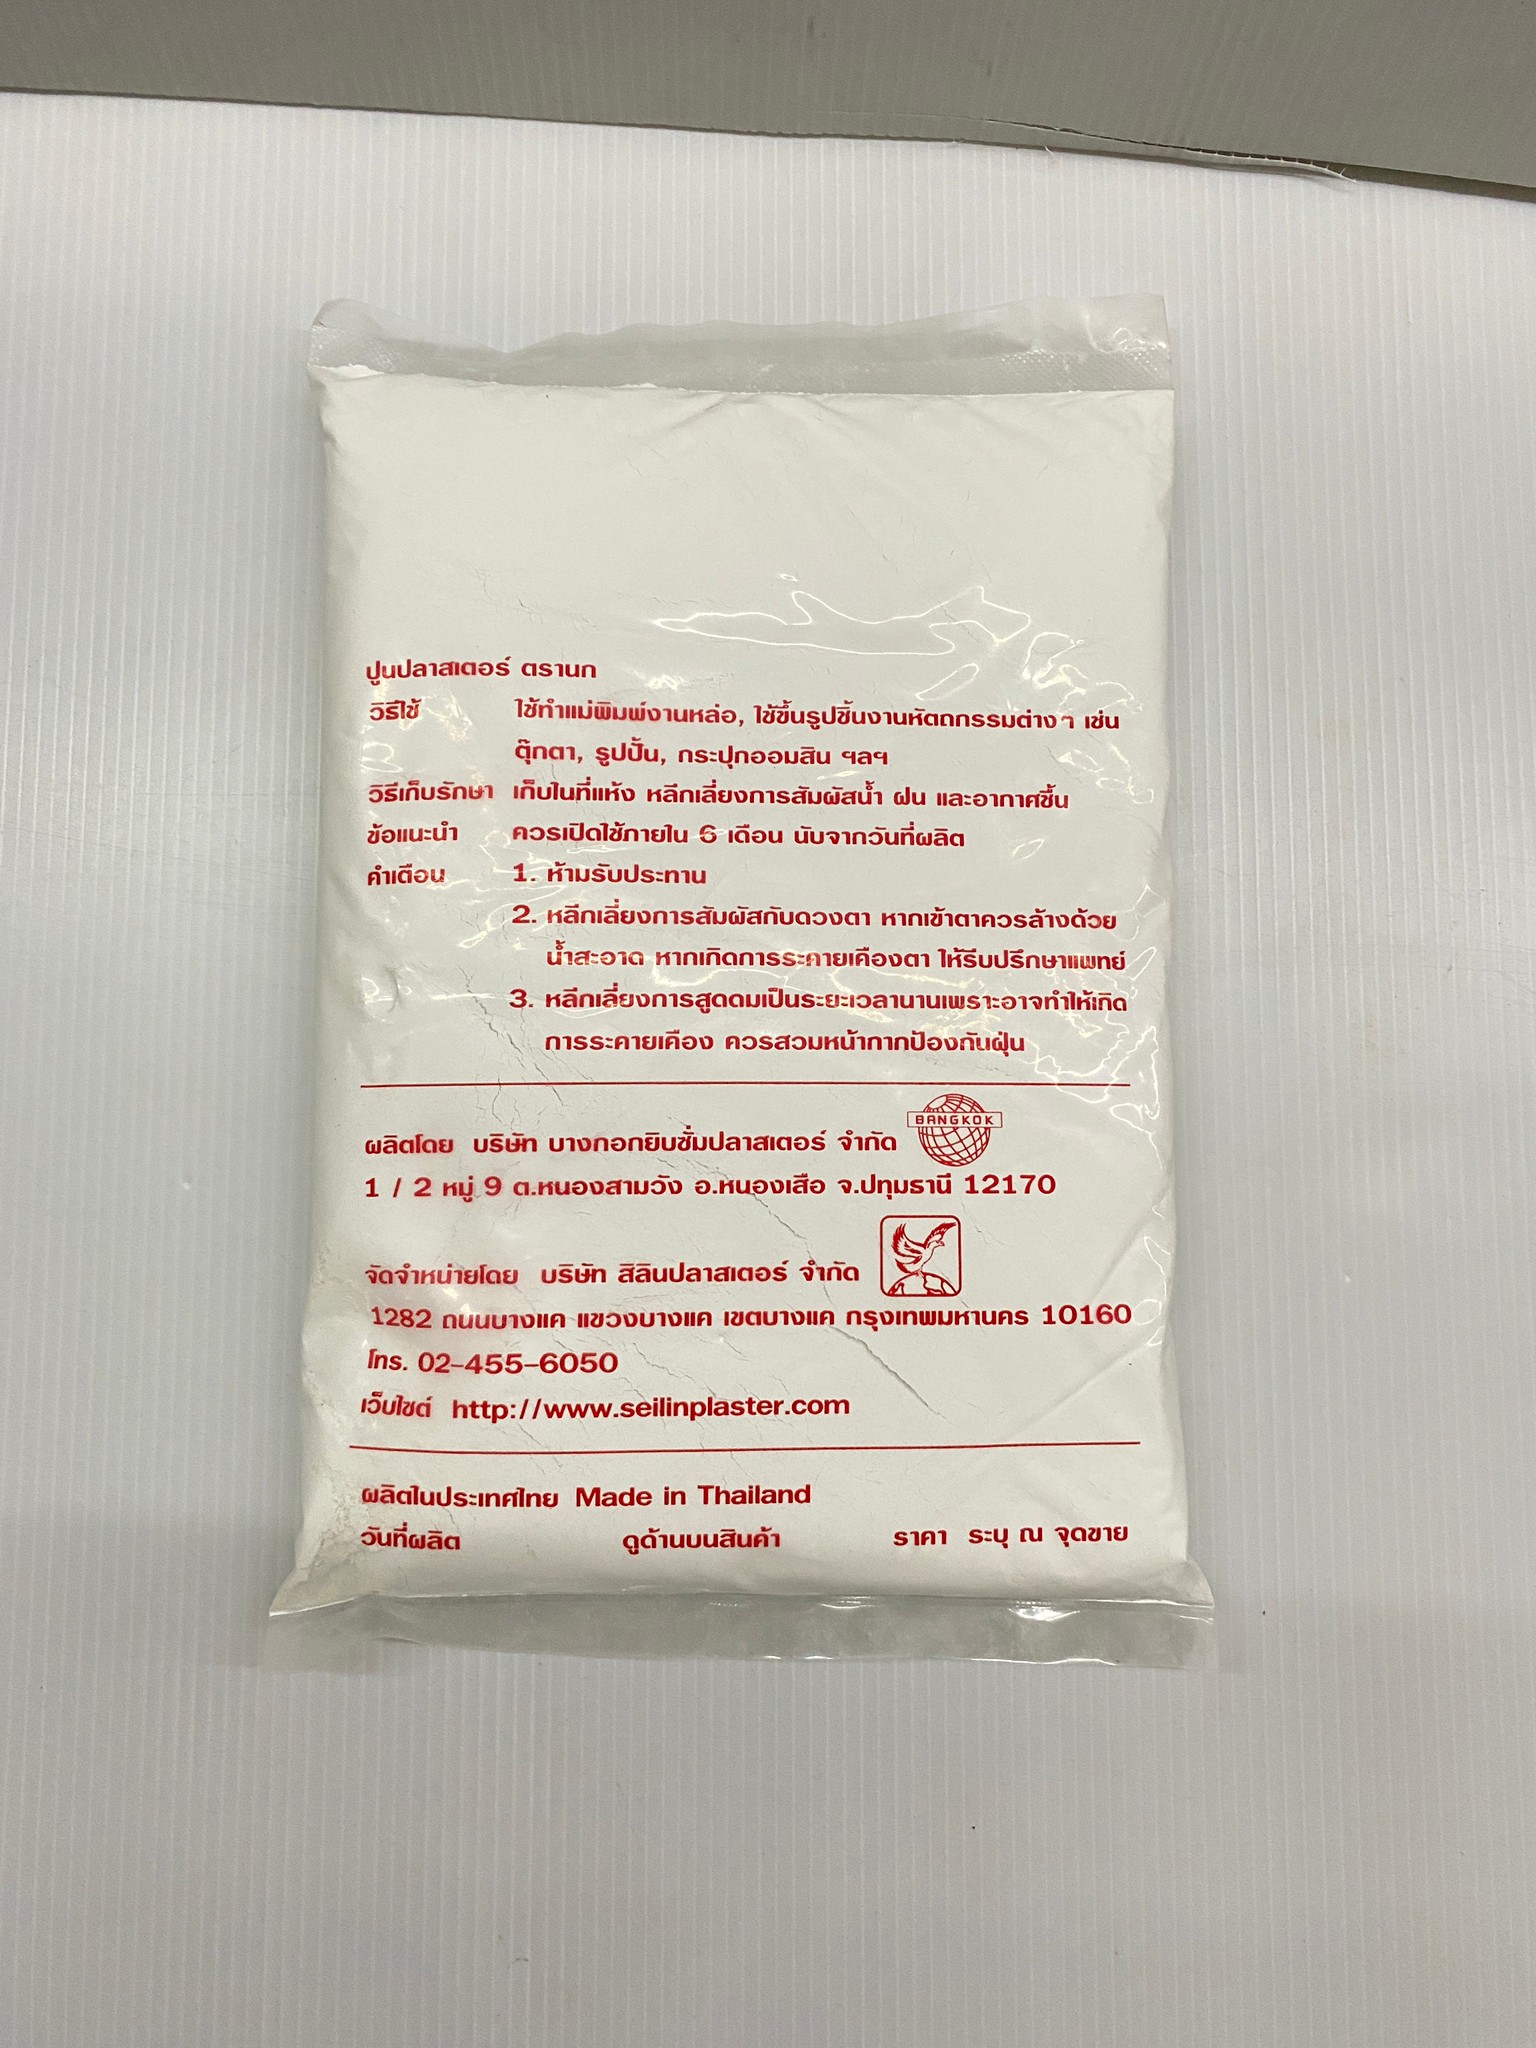 ปูนปลาสเตอร์ ตรานก
วิธีใช้ ใช้ทำแม่พิมพ์งานหล่อ, ใช้ขึ้นรูปชิ้นงานหัตถกรรมต่างๆ เช่น
ตุ๊กตา, รูปปั้น, กระปุกออมสิน ฯลฯ
วิธีเก็บรักษา เก็บในที่แห้ง หลีกเลี่ยงการสัมผัสน้ำ ฝน และอากาศชื้น
ข้อแนะนำ ควรเปิดใช้ภายใน 6 เดือน นับจากวันที่ผลิต
คำเตือน 1. ห้ามรับประทาน
2. หลีกเลี่ยงการสัมผัสกับดวงตา หากเข้าตาควรล้างด้วย
น้ำสะอาด หากเกิดการระคายเคืองตา ให้รีบปรึกษาแพทย์
3. หลีกเลี่ยงการสูดดมเป็นระยะเวลานานเพราะอาจทำให้เกิด
การระคายเคือง ควรสวมหน้ากากป้องกันฝุ่น
BANGKOK
ผลิตโดย บริษัท บางกอกยิบซั่มปลาสเตอร์ จำกัด
1 / 2 หมู่ 9 ต.หนองสามวัง อ.หนองเสือ จ.ปทุมธานี 12170
จัดจำหน่ายโดย บริษัท สิลินปลาสเตอร์ จำกัด
1282 ถนนบางแค แขวงบางแค เขตบางแค กรุงเทพมหานคร 10160
โทร. 02-455-6050
เว็บไซต์ http://www.seilinplaster.com
ผลิตในประเทศไทย Made in Thailand
วันที่ผลิต ดูด้านบนสินค้า ราคา ระบุ ณ จุดขาย